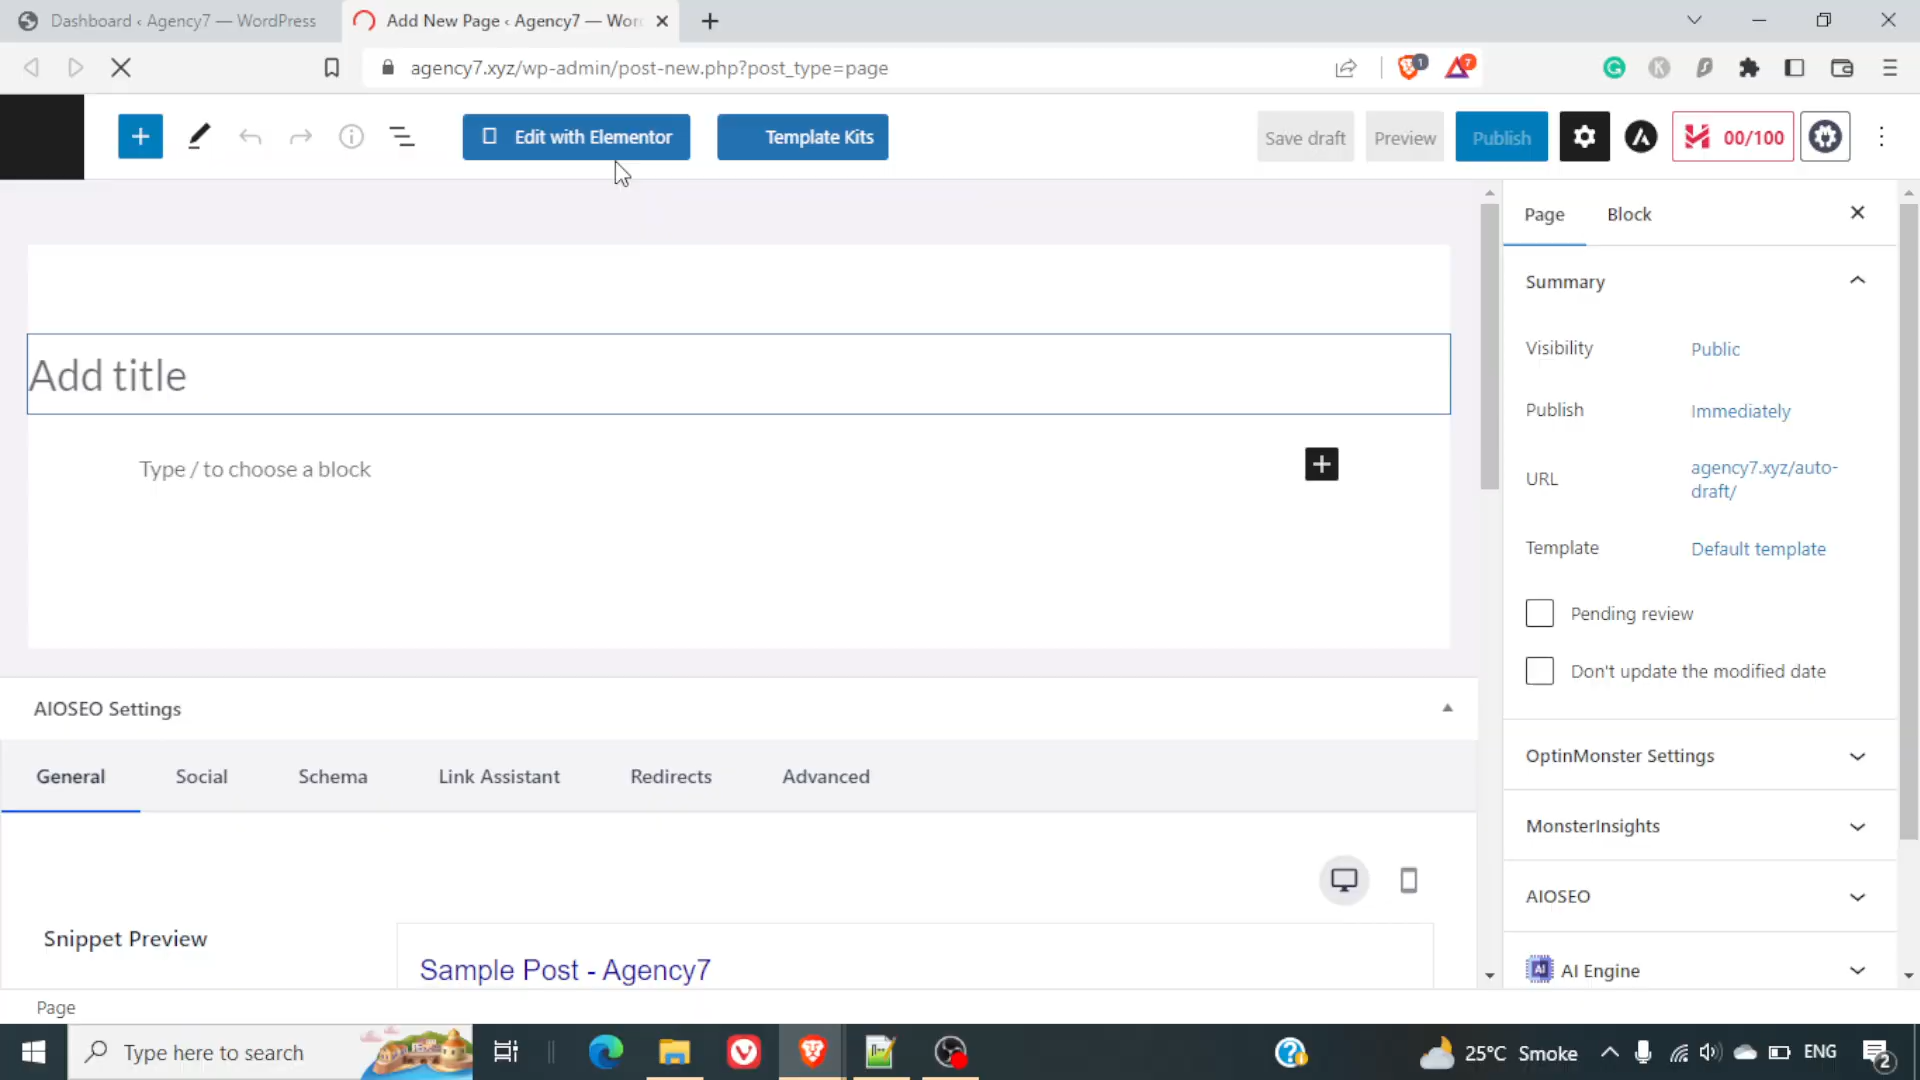 Dashboard ‹ Agency7 — WordPress
Add New Page ‹ Agency7 — Wor
agency7.xyz/wp-admin/post-new.php?post_type=page
1
7
Edit with Elementor
Template Kits
Save draft
Preview
Publish
00/100
Page
Block
Add title
Type / to choose a block
Summary
Visibility
Public
Publish
Immediately
URL
agency7.xyz/auto-
draft/
Template
Default template
Pending review
Don't update the modified date
OptinMonster Settings
MonsterInsights
AIOSEO
AI
AI Engine
AIOSEO Settings
General
Social
Schema
Link Assistant
Redirects
Advanced
Snippet Preview
Sample Post - Agency7
Page
Type here to search
25°C Smoke
ENG
2